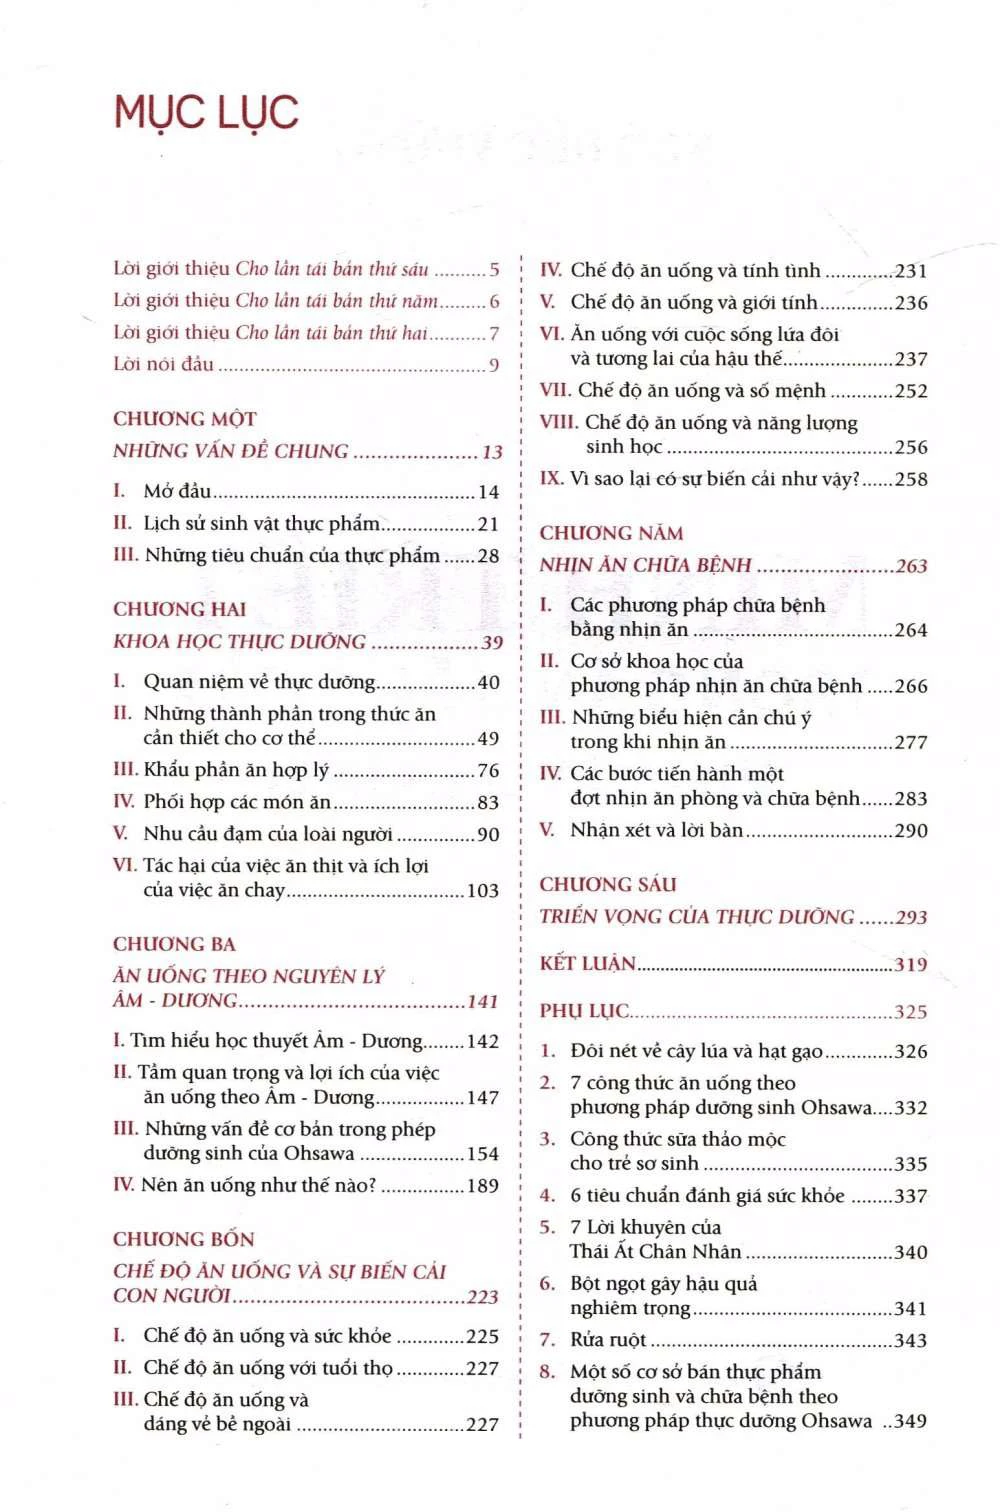 MỤC LỤC
Lời giới thiệu Cho lần tái bản thứ sáu ..........5
Lời giới thiệu Cho lần tái bản thứ năm.........6
Lời giới thiệu Cho lần tái bản thứ hai...........7
Lời nói đầu ................................................9
CHƯƠNG MỘT
NHỮNG VẤN ĐỀ CHUNG ......................13
I. Mở đầu...............................................14
II. Lịch sử sinh vật thực phẩm.................21
III. Những tiêu chuẩn của thực phẩm ......28
CHƯƠNG HAI
KHOA HỌC THỰC DƯỠNG ...................39
I. Quan niệm về thực dưỡng..................40
II. Những thành phần trong thức ăn
cần thiết cho cơ thể............................49
III. Khẩu phần ăn hợp lý .........................76
IV. Phối hợp các món ăn.........................83
V. Nhu cầu đạm của loài người ..............90
VI. Tác hại của việc ăn thịt và ích lợi
của việc ăn chay................................103
CHƯƠNG BA
ĂN UỐNG THEO NGUYÊN LÝ
ÂM - DƯƠNG........................................141
I. Tìm hiểu học thuyết Âm - Dương.......142
II. Tầm quan trọng và lợi ích của việc
ăn uống theo Âm - Dương................147
III. Những vấn đề cơ bản trong phép
dưỡng sinh của Ohsawa ...................154
IV. Nên ăn uống như thế nào? ...............189
CHƯƠNG BỐN
CHẾ ĐỘ ĂN UỐNG VÀ SỰ BIẾN CẢI
CON NGƯỜI.........................................223
I. Chế độ ăn uống và sức khỏe ............225
II. Chế độ ăn uống với tuổi thọ ............227
III. Chế độ ăn uống và
dáng vẻ bề ngoài ..............................227
IV. Chế độ ăn uống và tính tình ............231
V. Chế độ ăn uống và giới tính.............236
VI. Ăn uống với cuộc sống lứa đôi
và tương lai của hậu thế....................237
VII. Chế độ ăn uống và số mệnh ...........252
VIII. Chế độ ăn uống và năng lượng
sinh học .........................................256
IX. Vì sao lại có sự biến cải như vậy?......258
CHƯƠNG NĂM
NHỊN ĂN CHỮA BỆNH ........................263
I. Các phương pháp chữa bệnh
bằng nhịn ăn ....................................264
II. Cơ sở khoa học của
phương pháp nhịn ăn chữa bệnh .....266
III. Những biểu hiện cần chú ý
trong khi nhịn ăn .............................277
IV. Các bước tiến hành một
đợt nhịn ăn phòng và chữa bệnh......283
V. Nhận xét và lời bàn..........................290
CHƯƠNG SÁU
TRIỂN VỌNG CỦA THỰC DƯỠNG ......293
KẾT LUẬN................................................319
PHỤ LỤC...............................................325
1. Đôi nét về cây lúa và hạt gạo............326
2. 7 công thức ăn uống theo
phương pháp dưỡng sinh Ohsawa....332
3. Công thức sữa thảo mộc
cho trẻ sơ sinh ..................................335
4. 6 tiêu chuẩn đánh giá sức khỏe ........337
5. 7 Lời khuyên của
Thái Ất Chân Nhân ..........................340
6. Bột ngọt gây hậu quả
nghiêm trọng....................................341
7. Rửa ruột ...........................................343
8. Một số cơ sở bán thực phẩm
dưỡng sinh và chữa bệnh theo
phương pháp thực dưỡng Ohsawa ..349